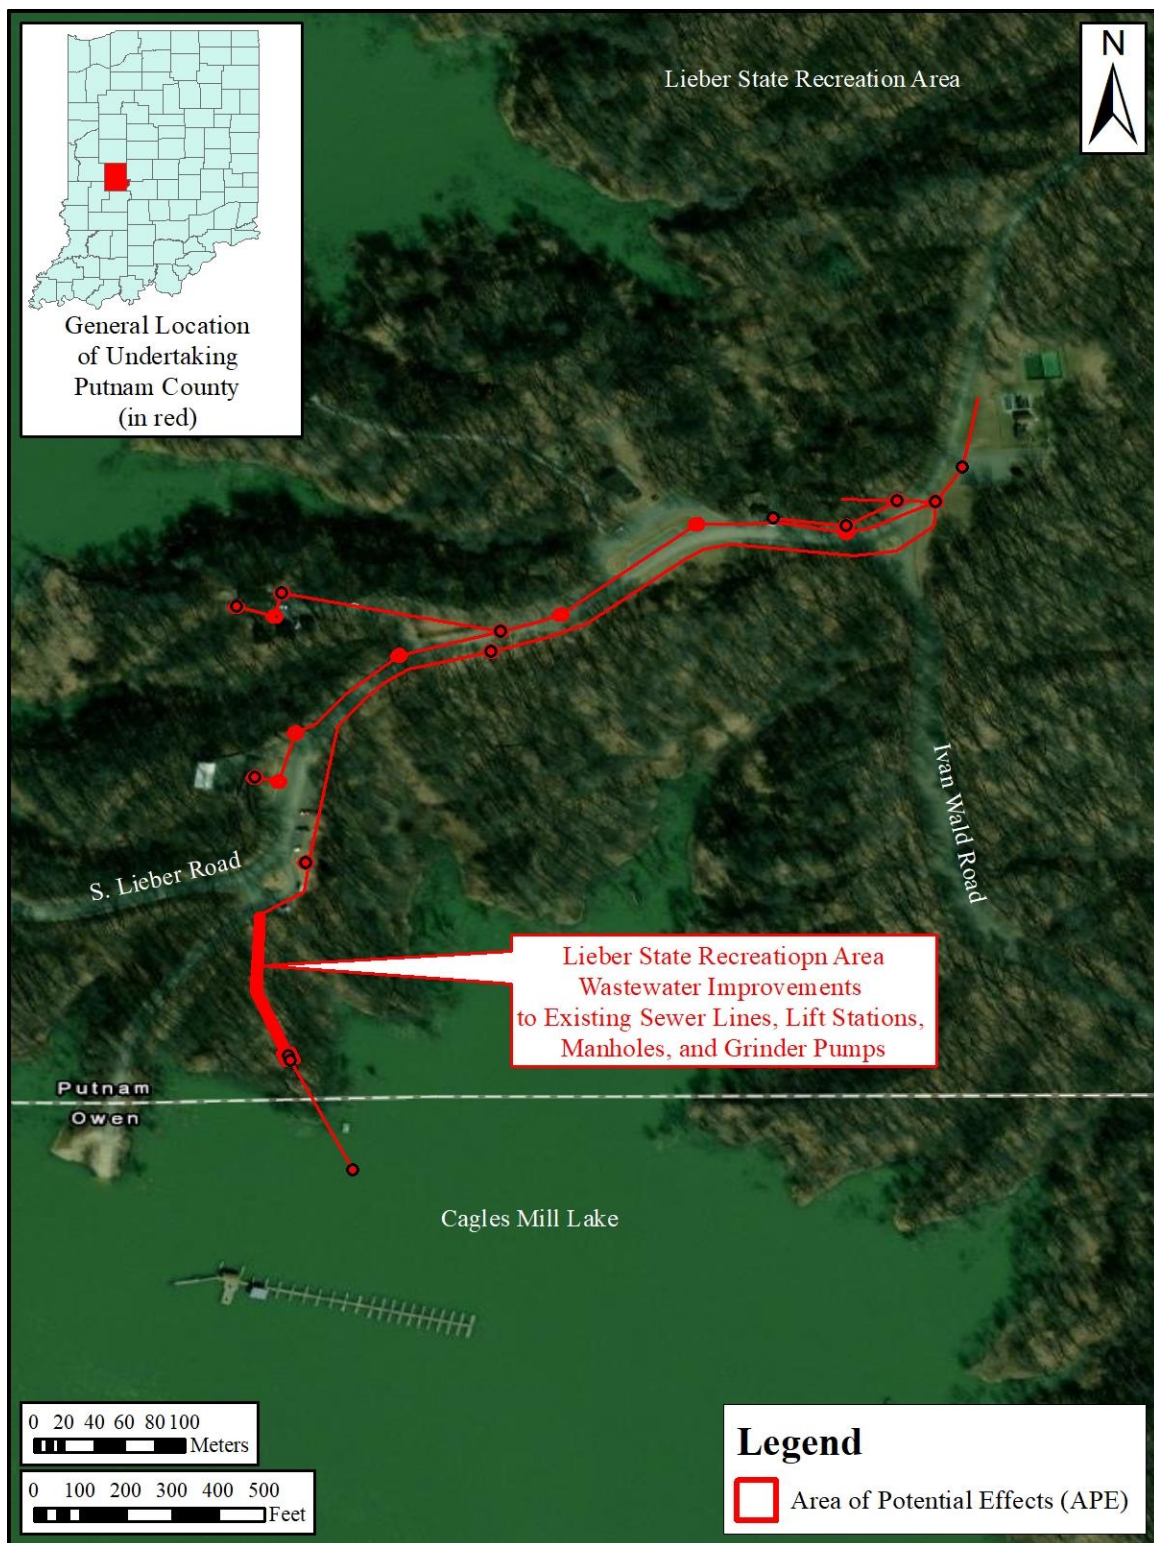 Lieber State Recreation Area
N
General Location
of Undertaking
Putnam County
(in red)
Ivan Wald Road
S. Lieber Road
Lieber State Recreatiopn Area
Wastewater Improvements
to Existing Sewer Lines, Lift Stations,
Manholes, and Grinder Pumps
Putnam
Owen
Cagles Mill Lake
0 20 40 60 80 100
Meters
0 100 200 300 400 500
Feet
Legend
Area of Potential Effects (APE)